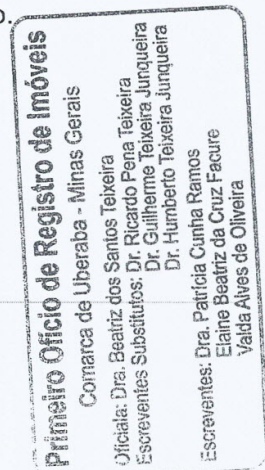 Primeiro Ofício de Registro de Imóveis
Comarca de Uberaba - Minas Gerais
Oficiala: Dra. Beatriz dos Santos Teixeira
Escreventes Substitutos: Dr. Ricardo Pena Teixeira
Dr. Guilherme Teixeira Junqueira
Dr. Humberto Teixeira Junqueira
Escreventes: Dra. Patrícia Cunha Ramos
Elaine Beatriz da Cruz Facure
Valda Alves de Oliveira